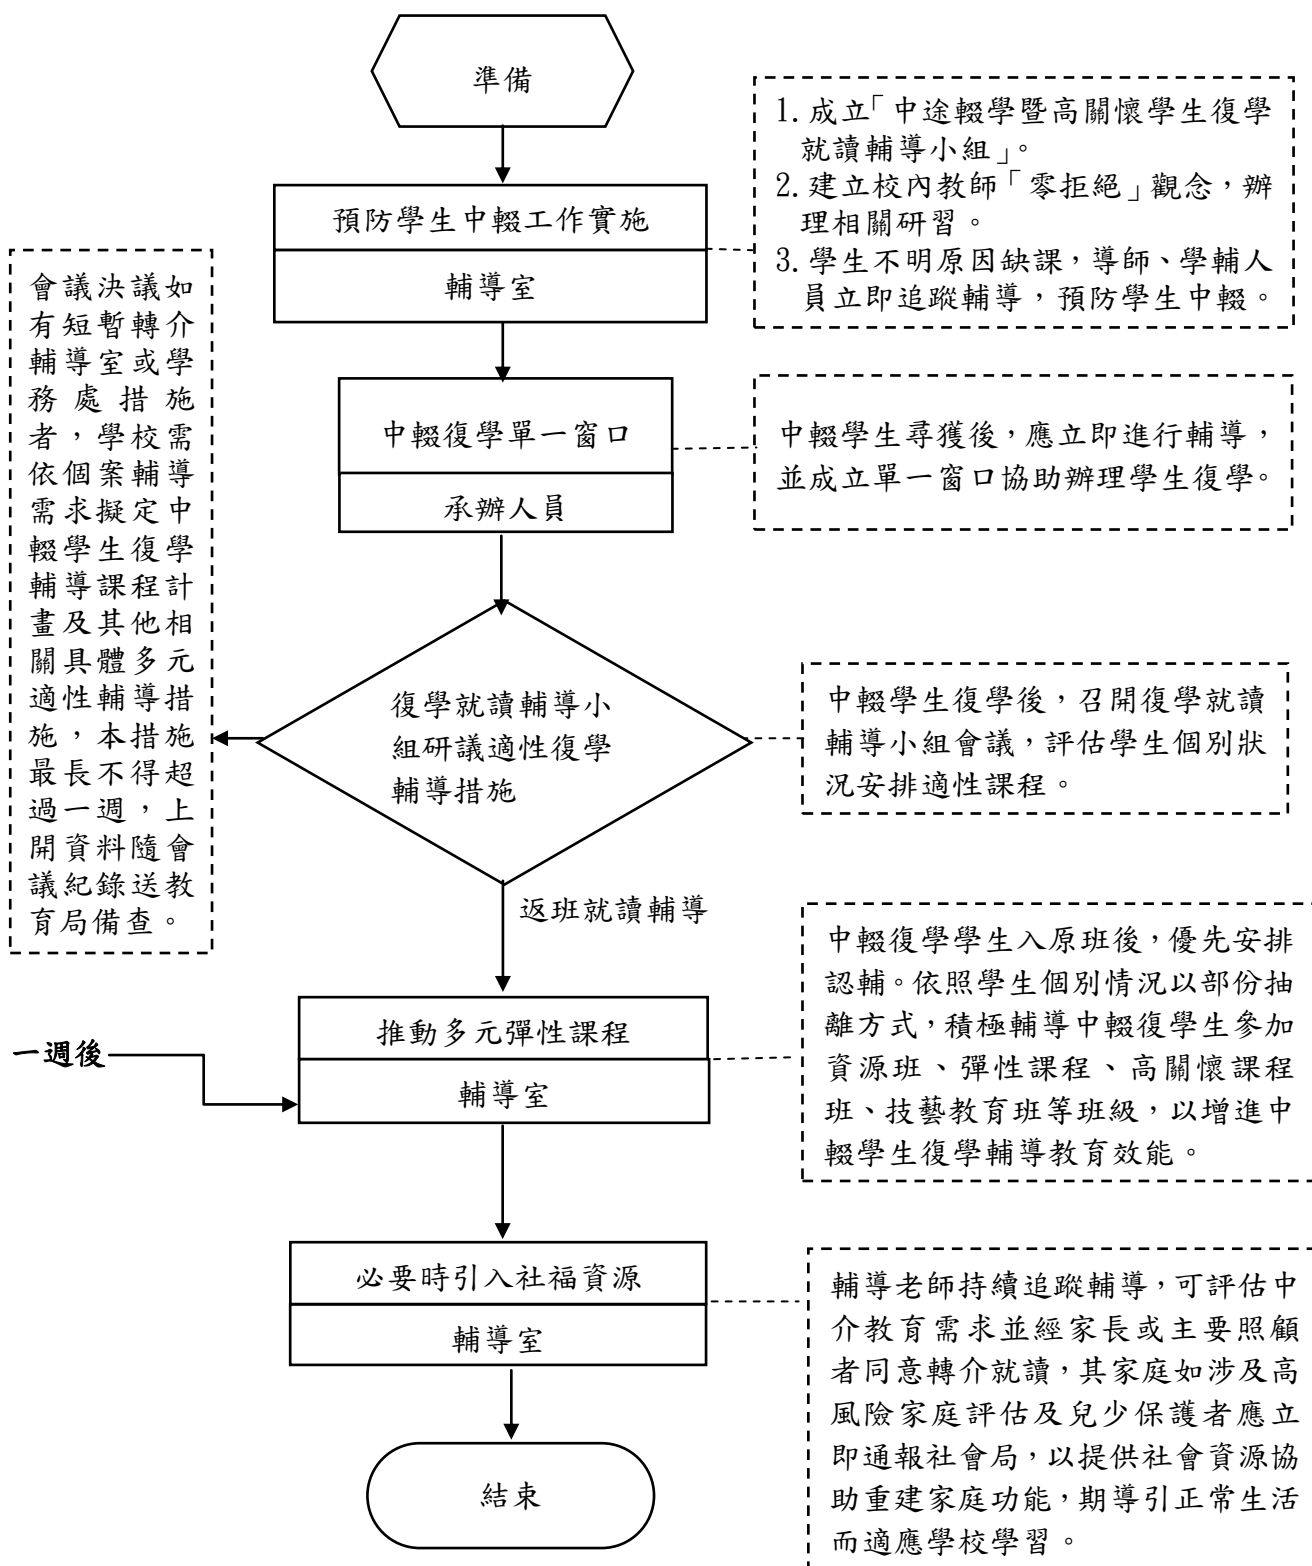 準備
1.成立「中途輟學暨高關懷學生復學
就讀輔導小組」。
2.建立校內教師「零拒絕」觀念，辦
理相關研習。
3.學生不明原因缺課，導師、學輔人
員立即追蹤輔導，預防學生中輟。
預防學生中輟工作實施
輔導室
會議決議如
有短暫轉介
輔導室或學
務處措施
者，學校需
依個案輔導
需求擬定中
輟學生復學
輔導課程計
畫及其他相
關具體多元
適性輔導措
施，本措施
最長不得超
過一週，上
開資料隨會
議紀錄送教
育局備查。
中輟復學單一窗口
承辦人員
中輟學生尋獲後，應立即進行輔導，
並成立單一窗口協助辦理學生復學。
復學就讀輔導小
組研議適性復學
輔導措施
中輟學生復學後，召開復學就讀
輔導小組會議，評估學生個別狀
況安排適性課程。
返班就讀輔導
中輟復學學生入原班後，優先安排
認輔。依照學生個別情況以部份抽
離方式，積極輔導中輟復學生參加
資源班、彈性課程、高關懷課程
班、技藝教育班等班級，以增進中
輟學生復學輔導教育效能。
一週後
推動多元彈性課程
輔導室
必要時引入社福資源
輔導室
輔導老師持續追蹤輔導，可評估中
介教育需求並經家長或主要照顧
者同意轉介就讀，其家庭如涉及高
風險家庭評估及兒少保護者應立
即通報社會局，以提供社會資源協
助重建家庭功能，期導引正常生活
而適應學校學習。
結束